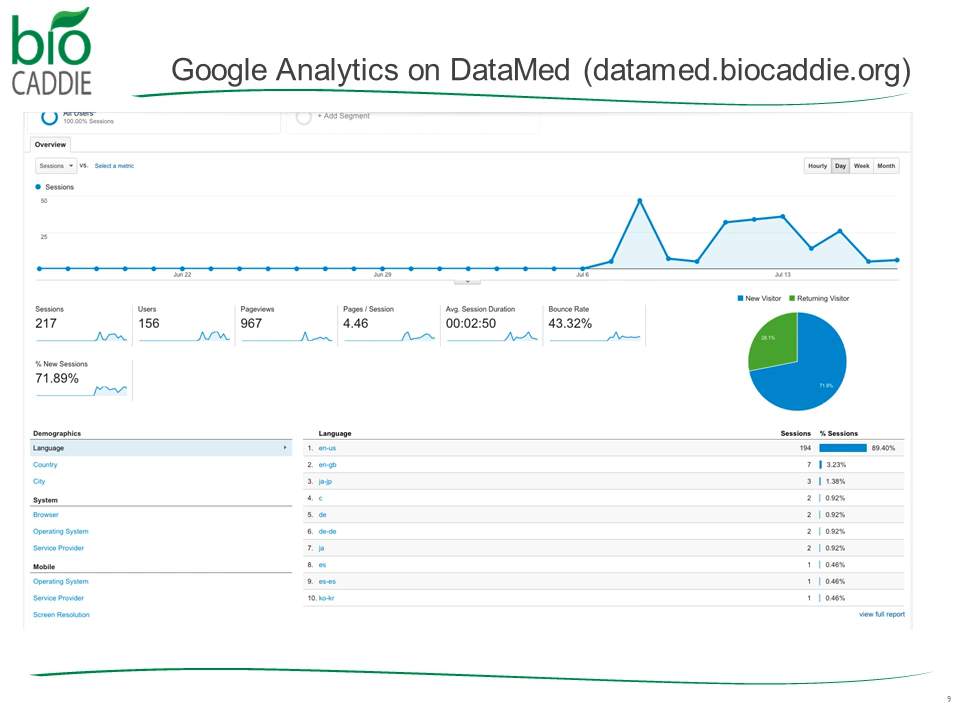 bio
CADDIE
Google Analytics on DataMed (datamed.biocaddie.org)
All Users"
100.00% Sessions
+ Add Segment
Overview
Sessions vs. Select a metric
Hourly Day Week Month
Sessions
50
25
Jun 22 Jun 29 Jul 6 Jul 13
New Visitor Returning Visitor
Sessions Users Pageviews Pages / Session Avg. Session Duration Bounce Rate
217 156 967 4.46 00:02:50 43.32%
28.1%
% New Sessions
71.89%
71.9%
Demographics
Language
Country
City
System
Browser
Operating System
Service Provider
Mobile
Operating System
Service Provider
Screen Resolution
Language Sessions % Sessions
1. en-us 194 89.40%
2. en-gb 7 3.23%
3. ja-jp 3 1.38%
4. c 2 0.92%
5. de 2 0.92%
6. de-de 2 0.92%
7. ja 2 0.92%
8. es 1 0.46%
9. es-es 1 0.46%
10. ko-kr 1 0.46%
view full report
9